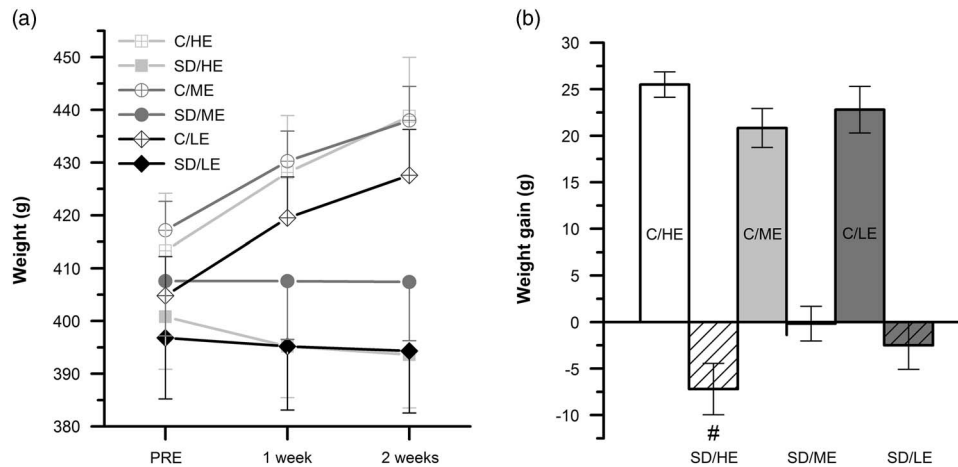 (a)
Weight (g)
450
440
430
420
410
400
390
380
C/HE
SD/HE
C/ME
SD/ME
C/LE
SD/LE
PRE 1 week 2 weeks
(b)
Weight gain (g)
30
25
20
15
10
5
0
-5
-10
C/HE C/ME C/LE
#
SD/HE SD/ME SD/LE